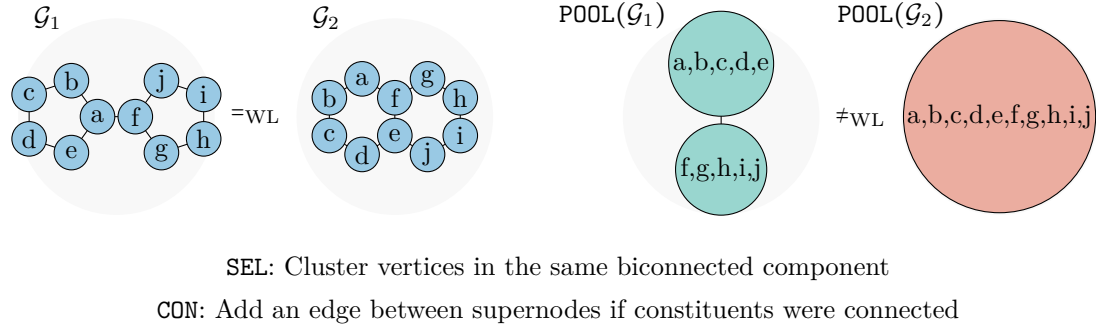 𝒢₁
𝒢₂
POOL(𝒢₁)
POOL(𝒢₂)
b
c
a
d
e
j
i
f
h
g
=WL
a
g
b
f
h
c
e
i
d
j
a,b,c,d,e
f,g,h,i,j
≠WL
a,b,c,d,e,f,g,h,i,j
SEL: Cluster vertices in the same biconnected component
CON: Add an edge between supernodes if constituents were connected